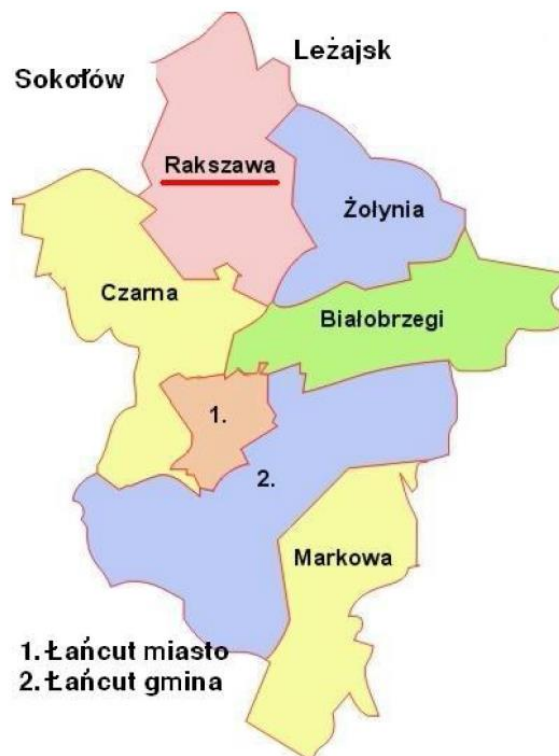 Leżajsk
Sokołów
Rakszawa
Żołynia
Czarna
Białobrzegi
1.
2.
Markowa
1. Łańcut miasto
2. Łańcut gmina